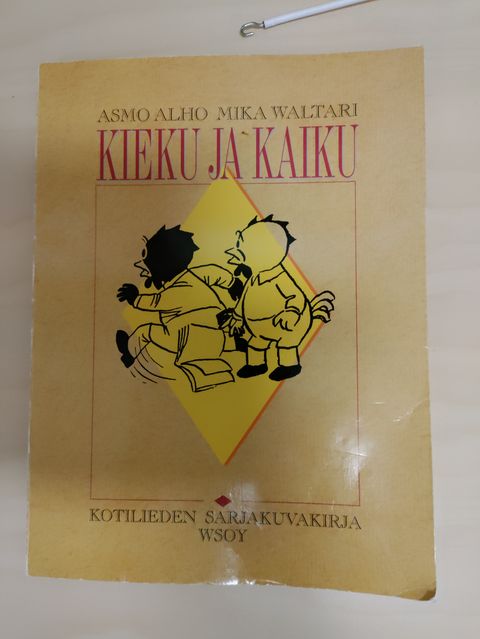 ASMO ALHO MIKA WALTARI
KIEKU JA KAIKU
KOTILIEDEN SARJAKUVAKIRJA
WSOY